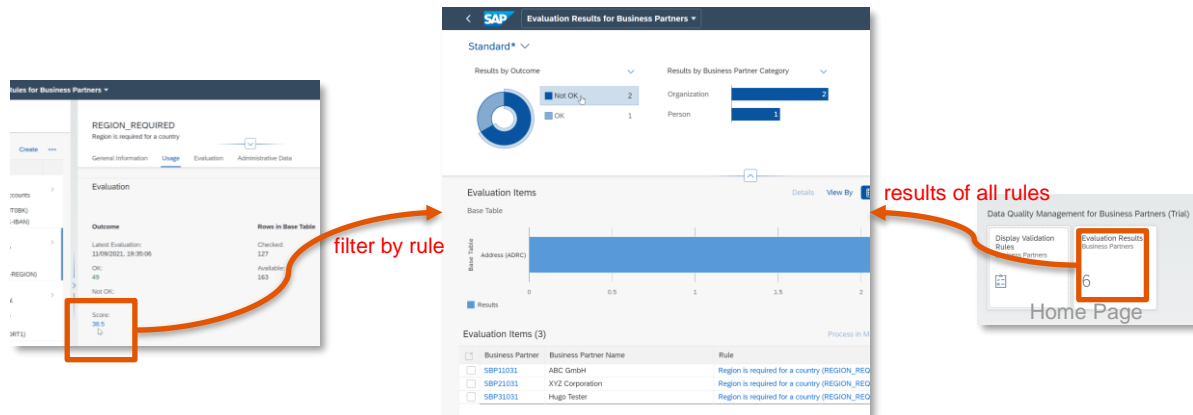 Rules for Business Partners
Create
REGION_REQUIRED
Region is required for a country
General Information Usage Evaluation Administrative Data
Evaluation
Outcome Rows in Base Table
Latest Evaluation: Checked:
11/09/2021, 19:35:06 127
OK: Available:
49 163
Not OK:
Score:
38.5
ccounts
T0BK)
-IBAN)
-REGION)
ORT1)
filter by rule
SAP Evaluation Results for Business Partners
Standard*
Results by Outcome Results by Business Partner Category
Not OK 2
OK 1
Organization 2
Person 1
Evaluation Items Details View By
Base Table
Base Table
Address (ADRC)
0 0.5 1 1.5 2
Results
Evaluation Items (3) Process in M
Business Partner Business Partner Name Rule
SBP11031 ABC GmbH Region is required for a country (REGION_REQ
SBP21031 XYZ Corporation Region is required for a country (REGION_REQ
SBP31031 Hugo Tester Region is required for a country (REGION_REQ
results of all rules
Data Quality Management for Business Partners (Trial)
Display Validation Rules
Business Partners
Evaluation Results
Business Partners
6
Home Page